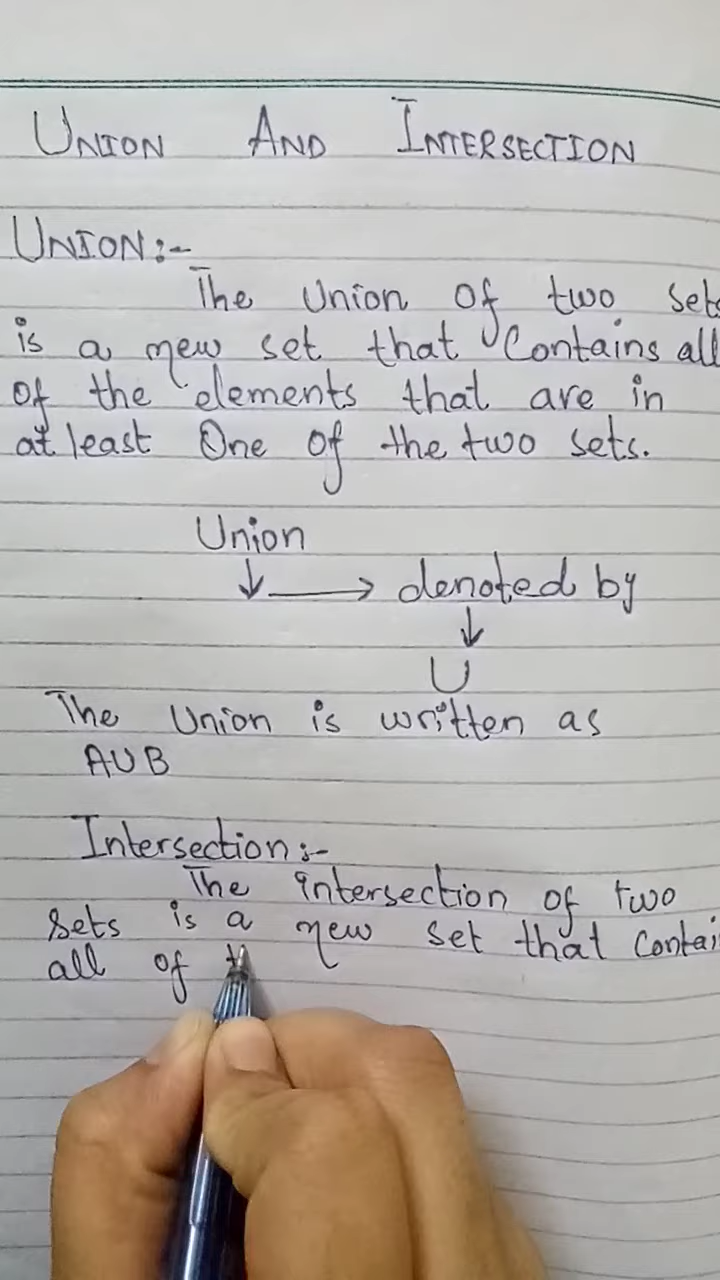 UNION AND INTERSECTION
UNION:-
The Union of two sets
is a new set that Contains all
of the elements that are in
at least One of the two sets.
Union
↓ → denoted by
↓
U
The Union is written as
AUB
Intersection:-
The intersection of two
sets is a new set that Contai
all of t